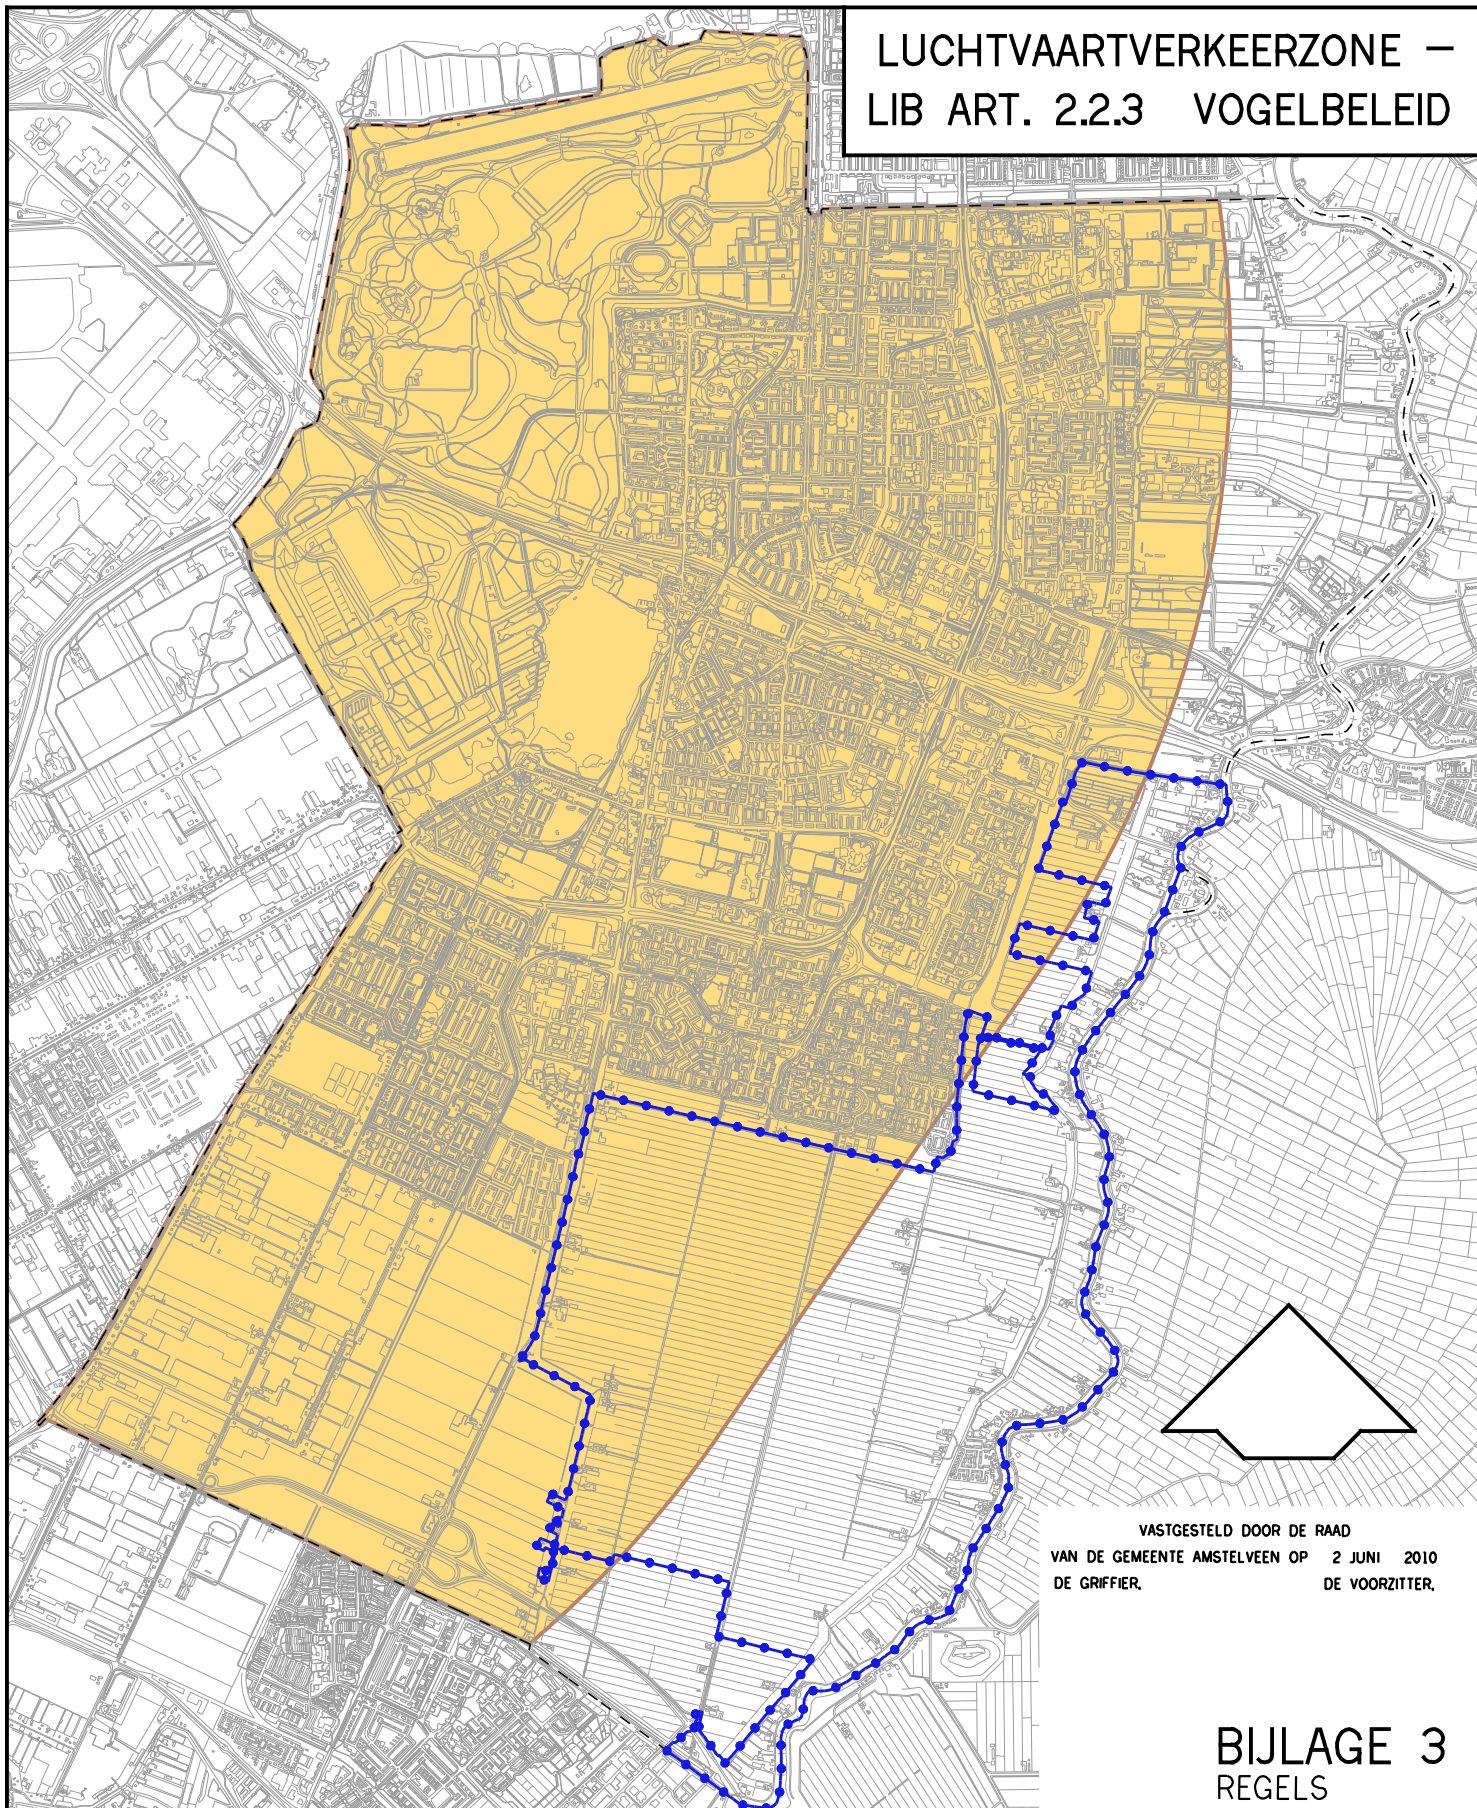 LUCHTVAARTVERKEERZONE –
LIB ART. 2.2.3 VOGELBELEID
VASTGESTELD DOOR DE RAAD
VAN DE GEMEENTE AMSTELVEEN OP 2 JUNI 2010
DE GRIFFIER, DE VOORZITTER,
BIJLAGE 3
REGELS